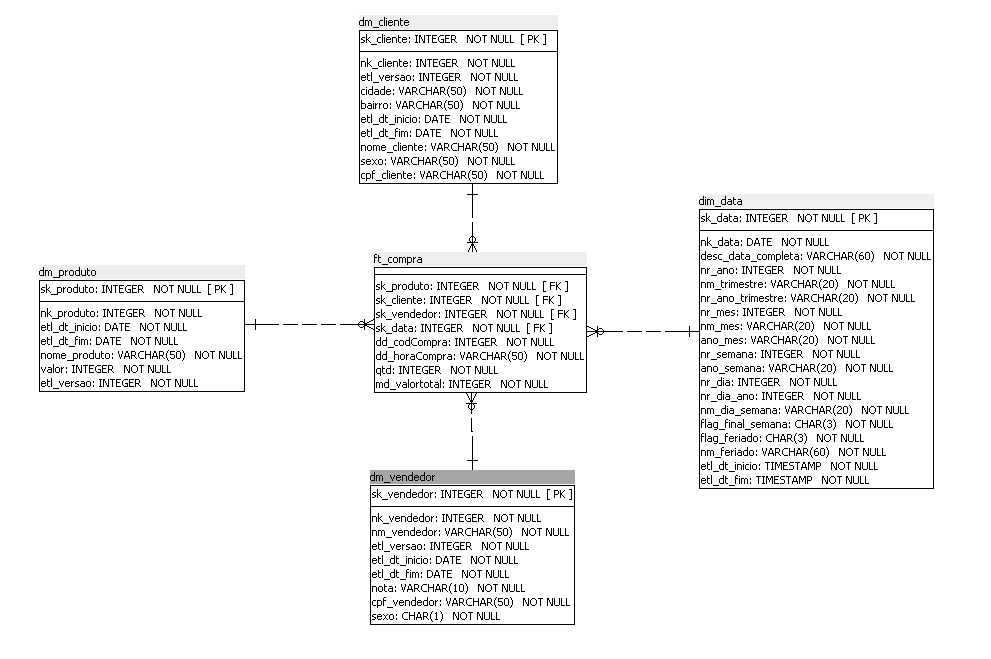 dm_cliente
sk_cliente: INTEGER NOT NULL [ PK ]
nk_cliente: INTEGER NOT NULL
etl_versao: INTEGER NOT NULL
cidade: VARCHAR(50) NOT NULL
bairro: VARCHAR(50) NOT NULL
etl_dt_inicio: DATE NOT NULL
etl_dt_fim: DATE NOT NULL
nome_cliente: VARCHAR(50) NOT NULL
sexo: VARCHAR(50) NOT NULL
cpf_cliente: VARCHAR(50) NOT NULL
dm_produto
sk_produto: INTEGER NOT NULL [ PK ]
nk_produto: INTEGER NOT NULL
etl_dt_inicio: DATE NOT NULL
etl_dt_fim: DATE NOT NULL
nome_produto: VARCHAR(50) NOT NULL
valor: INTEGER NOT NULL
etl_versao: INTEGER NOT NULL
ft_compra
sk_produto: INTEGER NOT NULL [ FK ]
sk_cliente: INTEGER NOT NULL [ FK ]
sk_vendedor: INTEGER NOT NULL [ FK ]
sk_data: INTEGER NOT NULL [ FK ]
dd_codCompra: INTEGER NOT NULL
dd_horaCompra: VARCHAR(50) NOT NULL
qtd: INTEGER NOT NULL
md_valortotal: INTEGER NOT NULL
dim_data
sk_data: INTEGER NOT NULL [ PK ]
nk_data: DATE NOT NULL
desc_data_completa: VARCHAR(60) NOT NULL
nr_ano: INTEGER NOT NULL
nm_trimestre: VARCHAR(20) NOT NULL
nr_ano_trimestre: VARCHAR(20) NOT NULL
nr_mes: INTEGER NOT NULL
nm_mes: VARCHAR(20) NOT NULL
ano_mes: VARCHAR(20) NOT NULL
nr_semana: INTEGER NOT NULL
ano_semana: VARCHAR(20) NOT NULL
nr_dia: INTEGER NOT NULL
nr_dia_ano: INTEGER NOT NULL
nm_dia_semana: VARCHAR(20) NOT NULL
flag_final_semana: CHAR(3) NOT NULL
flag_feriado: CHAR(3) NOT NULL
nm_feriado: VARCHAR(60) NOT NULL
etl_dt_inicio: TIMESTAMP NOT NULL
etl_dt_fim: TIMESTAMP NOT NULL
dm_vendedor
sk_vendedor: INTEGER NOT NULL [ PK ]
nk_vendedor: INTEGER NOT NULL
nm_vendedor: VARCHAR(50) NOT NULL
etl_versao: INTEGER NOT NULL
etl_dt_inicio: DATE NOT NULL
etl_dt_fim: DATE NOT NULL
nota: VARCHAR(10) NOT NULL
cpf_vendedor: VARCHAR(50) NOT NULL
sexo: CHAR(1) NOT NULL